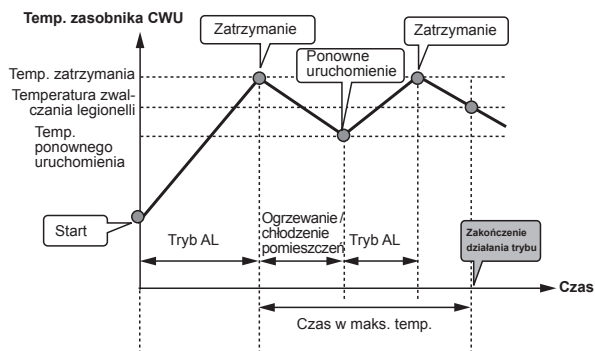 Temp. zasobnika CWU
Zatrzymanie
Zatrzymanie
Ponowne
uruchomienie
Temp. zatrzymania
Temperatura zwal-
czania legionelli
Temp.
ponownego
uruchomienia
Start
Tryb AL
Ogrzewanie/
chłodzenie
pomieszczeń
Tryb AL
Zakończenie
działania trybu
Czas
Czas w maks. temp.